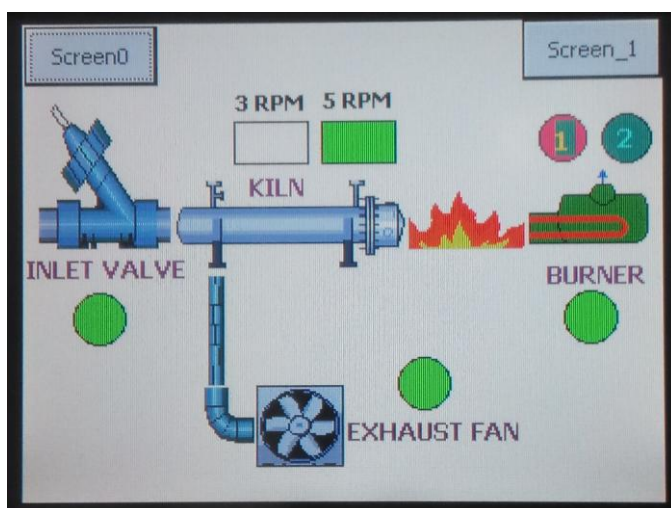 Screen0
Screen_1
3 RPM 5 RPM
1 2
KILN
INLET VALVE
BURNER
EXHAUST FAN